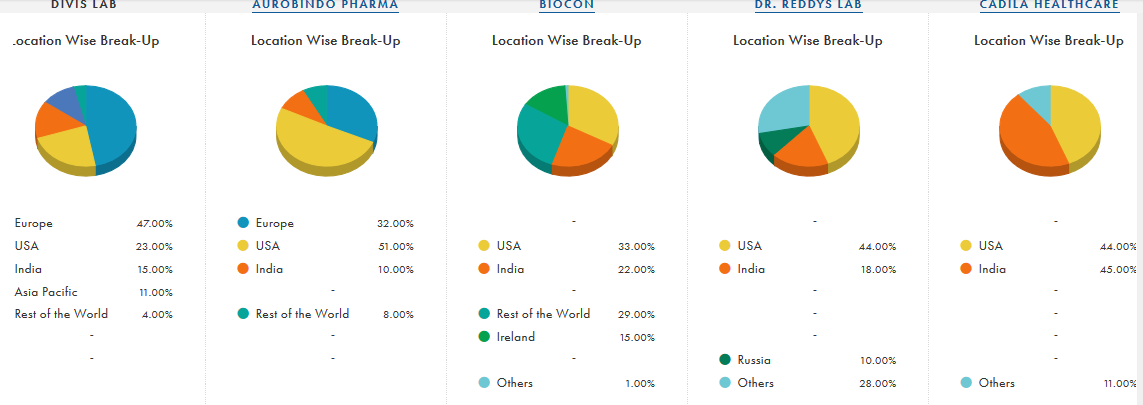 DIVIS LAB AUROBINDO PHARMA BIOCON DR. REDDYS LAB CADILA HEALTHCARE
ocation Wise Break-Up Location Wise Break-Up Location Wise Break-Up Location Wise Break-Up Location Wise Break-Up
Europe 47.00% Europe 32.00% - - -
USA 23.00% USA 51.00% USA 33.00% USA 44.00% USA 44.00%
India 15.00% India 10.00% India 22.00% India 18.00% India 45.00%
Asia Pacific 11.00% - - - -
Rest of the World 4.00% Rest of the World 8.00% Rest of the World 29.00% - -
- - Ireland 15.00% - -
- - - Russia 10.00% -
Others 1.00% Others 28.00% Others 11.00%